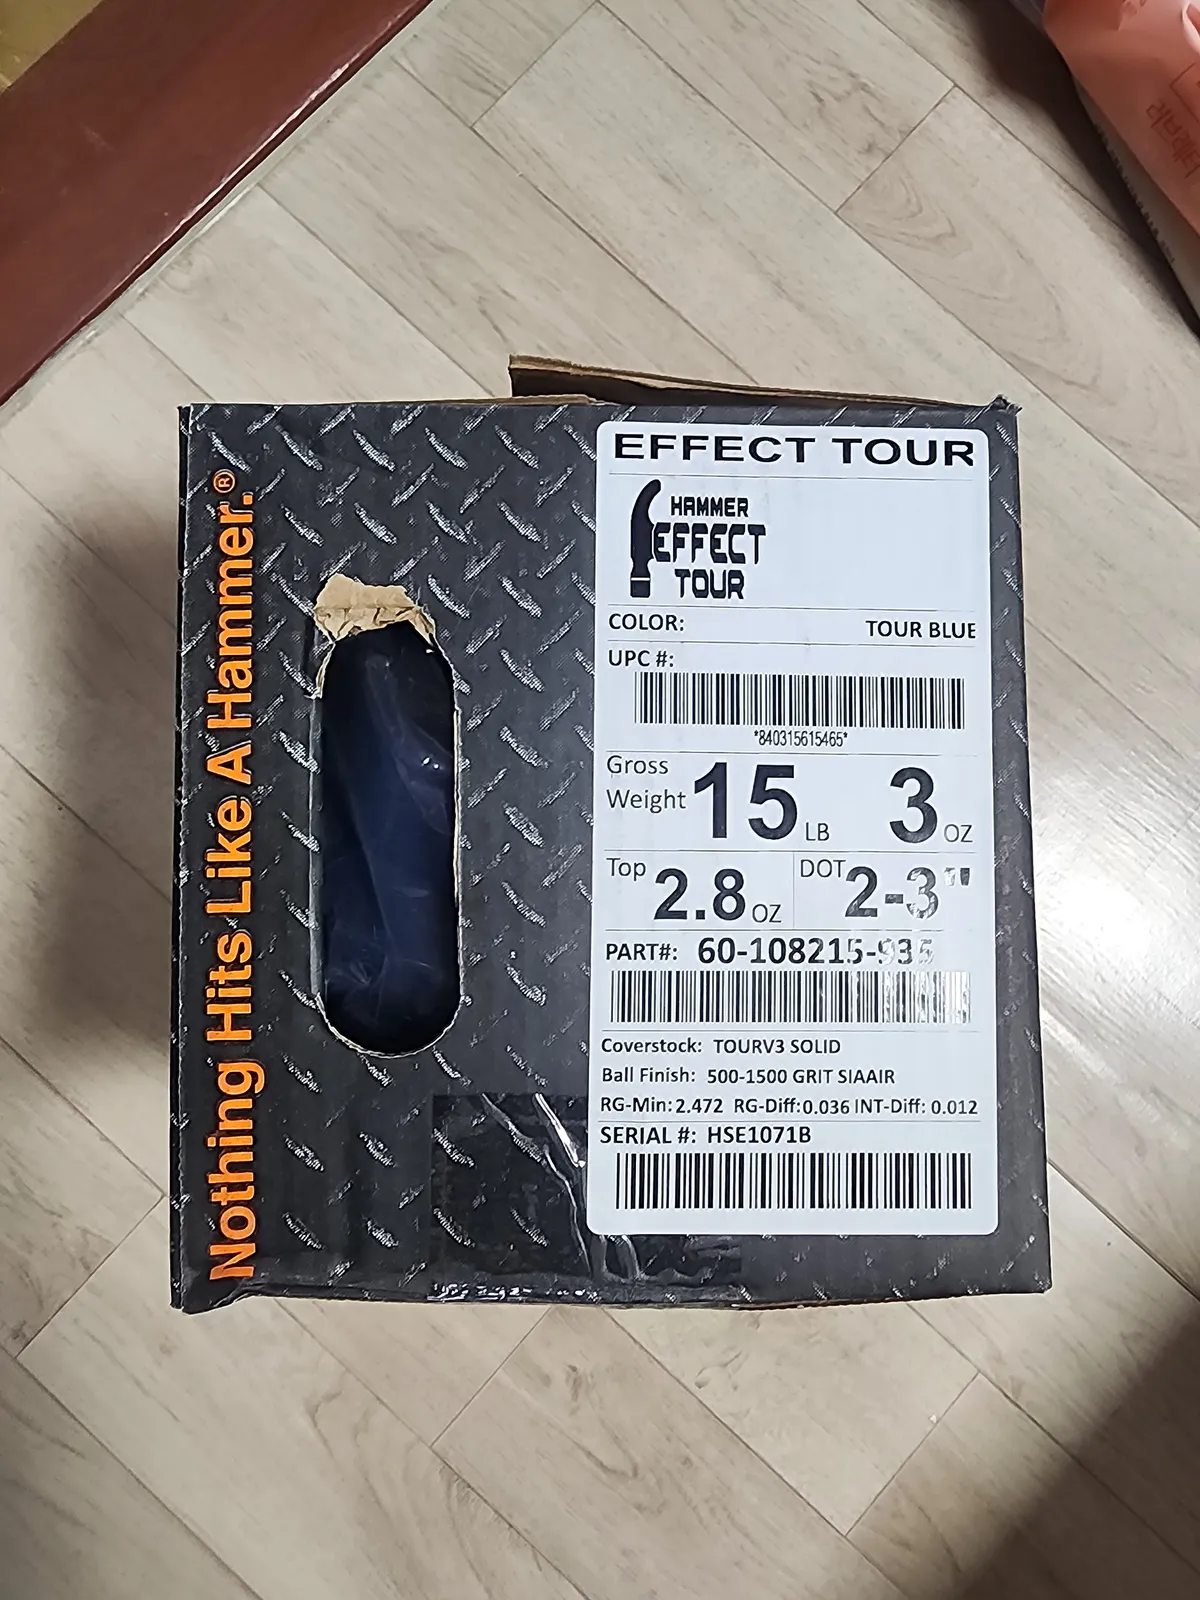 Nothing Hits Like A Hammer.®
EFFECT TOUR
HAMMER
EFFECT
TOUR
COLOR: TOUR BLUE
UPC #:
*840315615465*
Gross Weight 15 LB 3 OZ
Top 2.8 OZ DOT 2-3"
PART#: 60-108215-935
Coverstock: TOURV3 SOLID
Ball Finish: 500-1500 GRIT SIAAIR
RG-Min: 2.472 RG-Diff: 0.036 INT-Diff: 0.012
SERIAL #: HSE1071B